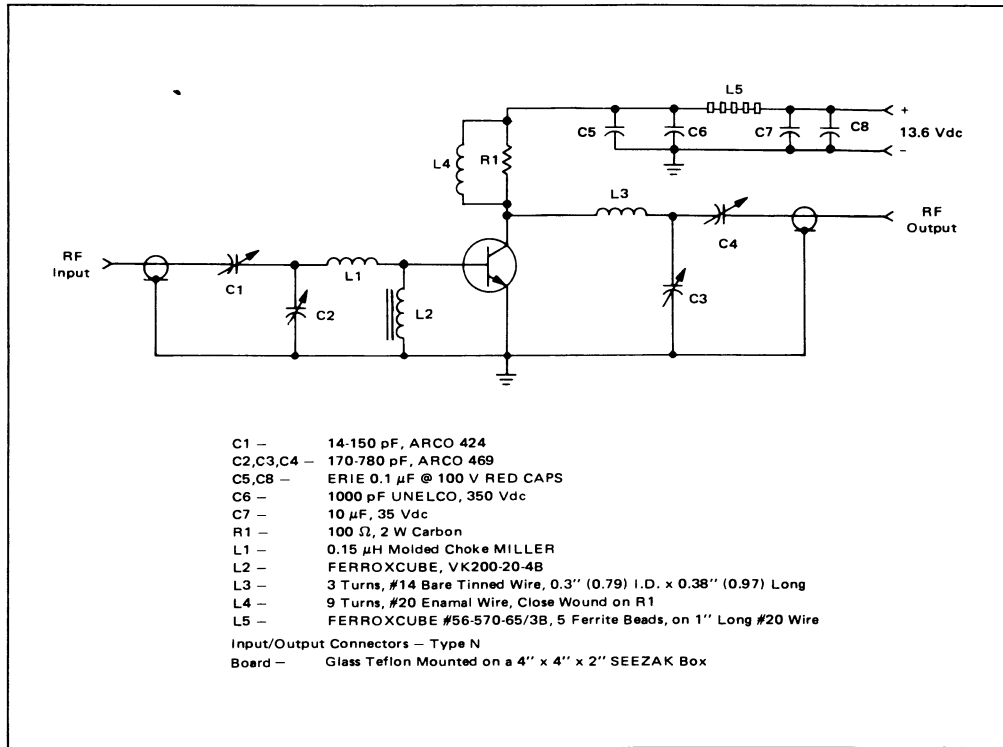 L5
+
C5
C6
C7
C8
13.6 Vdc
–
L4
R1
L3
RF
Output
C4
RF
Input
C1
L1
C3
C2
L2
C1 – 14-150 pF, ARCO 424
C2,C3,C4 – 170-780 pF, ARCO 469
C5,C8 – ERIE 0.1 μF @ 100 V RED CAPS
C6 – 1000 pF UNELCO, 350 Vdc
C7 – 10 μF, 35 Vdc
R1 – 100 Ω, 2 W Carbon
L1 – 0.15 μH Molded Choke MILLER
L2 – FERROXCUBE, VK200-20-4B
L3 – 3 Turns, #14 Bare Tinned Wire, 0.3'' (0.79) I.D. x 0.38'' (0.97) Long
L4 – 9 Turns, #20 Enamal Wire, Close Wound on R1
L5 – FERROXCUBE #56-570-65/3B, 5 Ferrite Beads, on 1'' Long #20 Wire
Input/Output Connectors – Type N
Board – Glass Teflon Mounted on a 4'' x 4'' x 2'' SEEZAK Box